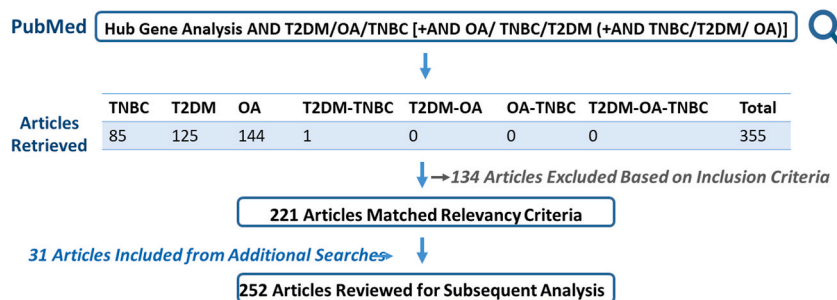 PubMed
Hub Gene Analysis AND T2DM/OA/TNBC [+AND OA/ TNBC/T2DM (+AND TNBC/T2DM/ OA)]
Articles
Retrieved
TNBC T2DM OA T2DM-TNBC T2DM-OA OA-TNBC T2DM-OA-TNBC Total
85 125 144 1 0 0 0 355
134 Articles Excluded Based on Inclusion Criteria
221 Articles Matched Relevancy Criteria
31 Articles Included from Additional Searches
252 Articles Reviewed for Subsequent Analysis